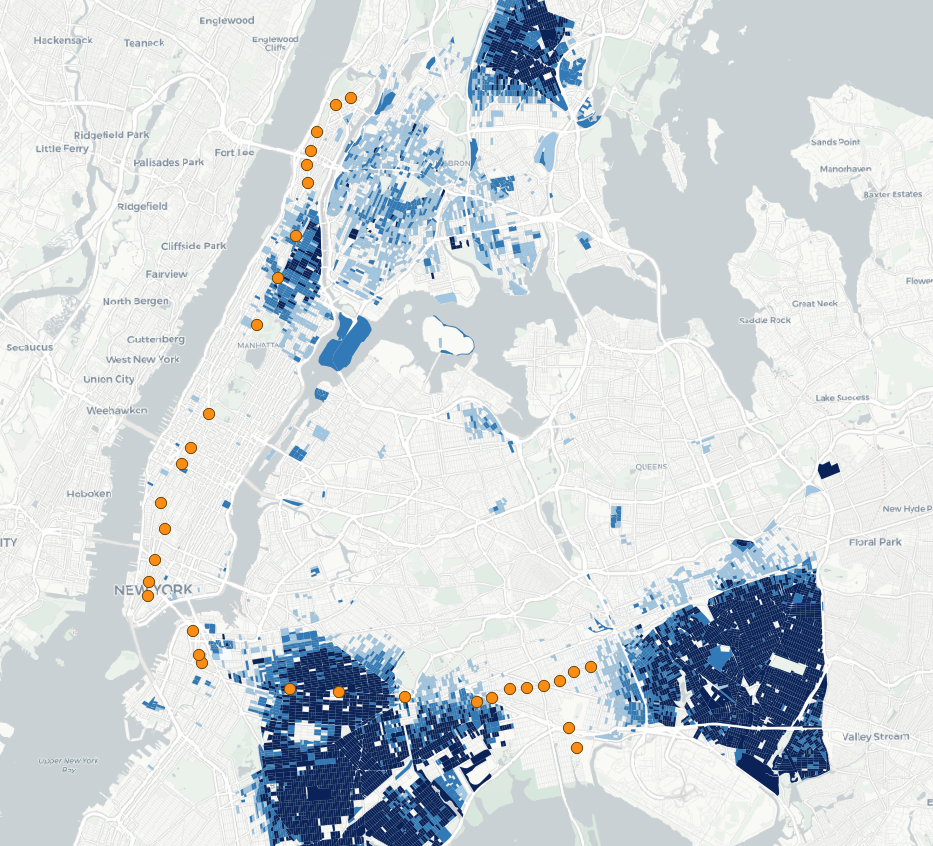 Englewood
Hackensack
Teaneck
Englewood
Cliffs
Ridgefield Park
Little Ferry
Palisades Park
Fort Lee
Sands Point
Manorhaven
Baxter Estates
Ridgefield
Cliffside Park
Fairview
North Bergen
Great Neck
Saddle Rock
Guttenberg
Secaucus
West New York
Union City
Weehawken
Lake Success
QUEENS
Hoboken
New Hyde P
ITY
Floral Park
NEW YORK
Valley Stream
Upper New York
Bay